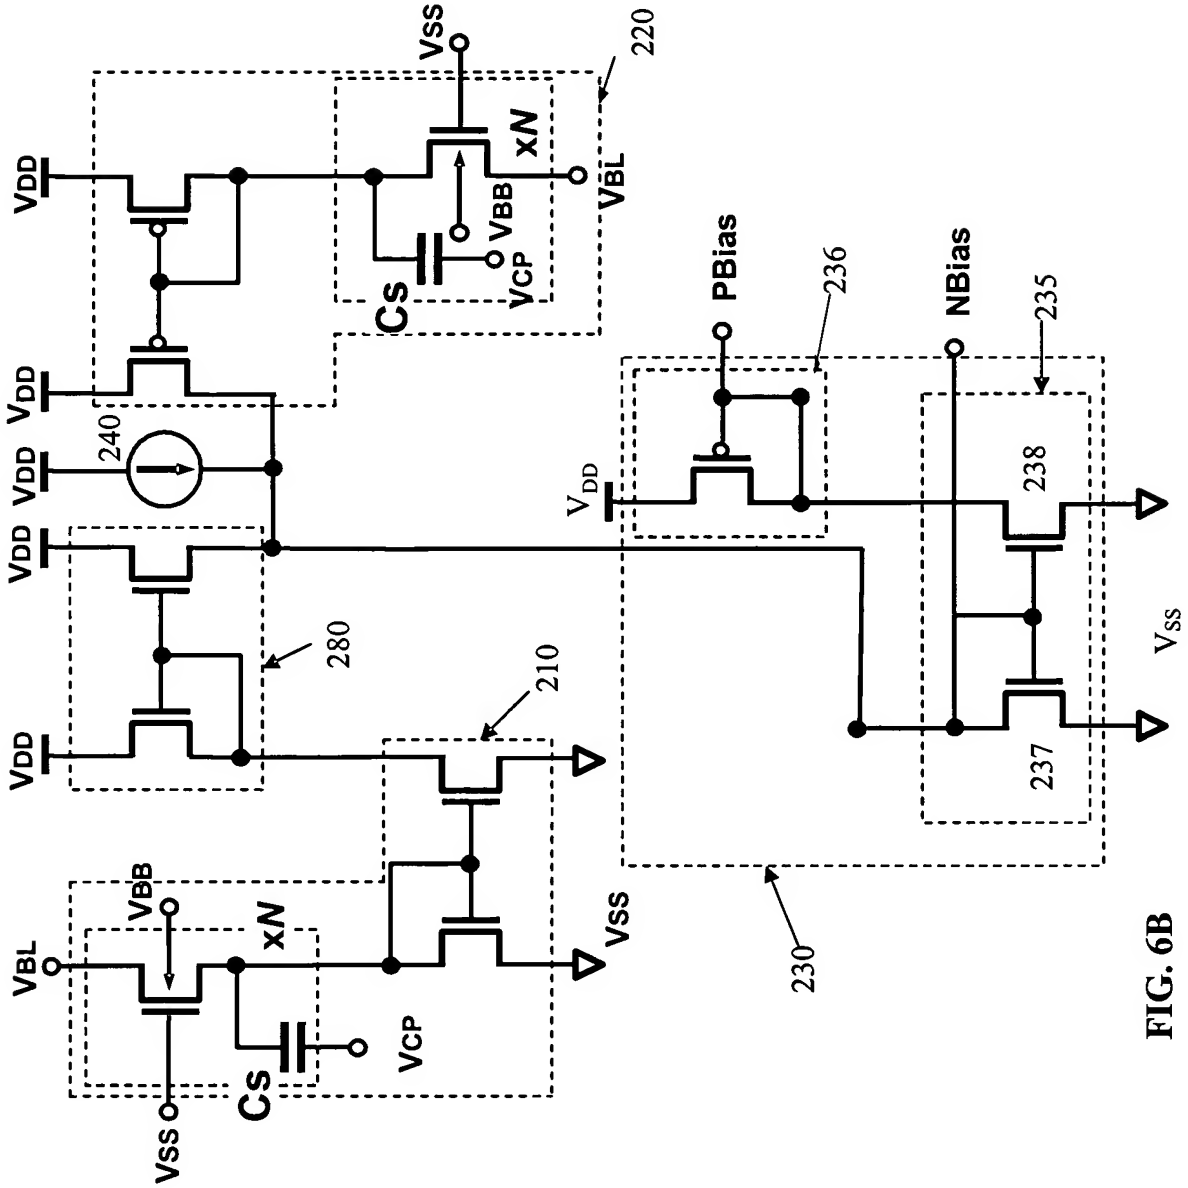 VSS
220
VDD
xN
VBB
VBL
VCP
Cs
VDD
240
VDD
VDD
280
VDD
210
PBias
236
VDD
NBias
235
238
237
VSS
230
VBB
VBL
xN
VSS
Cs
VCP
VSS
FIG. 6B